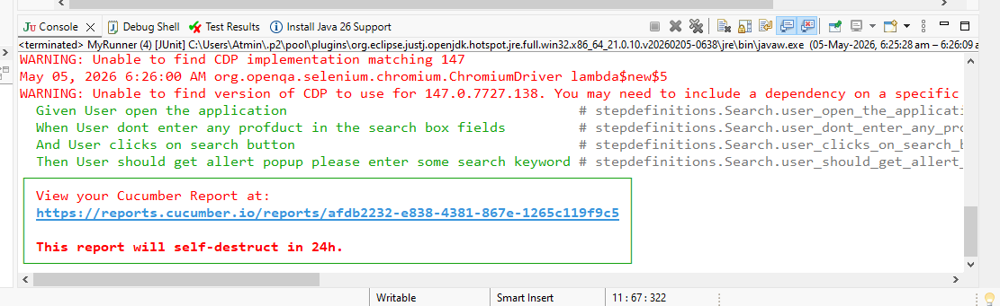 Ju Console
Debug Shell
Test Results
Install Java 26 Support
<terminated> MyRunner (4) [JUnit] C:\Users\Atmin\.p2\pool\plugins\org.eclipse.justj.openjdk.hotspot.jre.full.win32.x86_64_21.0.10.v20260205-0638\jre\bin\javaw.exe (05-May-2026, 6:25:28 am – 6:26:09 a
WARNING: Unable to find CDP implementation matching 147
May 05, 2026 6:26:00 AM org.openqa.selenium.chromium.ChromiumDriver lambda$new$5
WARNING: Unable to find version of CDP to use for 147.0.7727.138. You may need to include a dependency on a specific
Given User open the application # stepdefinitions.Search.user_open_the_applicati
When User dont enter any profduct in the search box fields # stepdefinitions.Search.user_dont_enter_any_pro
And User clicks on search button # stepdefinitions.Search.user_clicks_on_search_b
Then User should get allert popup please enter some search keyword # stepdefinitions.Search.user_should_get_allert_
View your Cucumber Report at:
https://reports.cucumber.io/reports/afdb2232-e838-4381-867e-1265c119f9c5
This report will self-destruct in 24h.
Writable
Smart Insert
11 : 67 : 322